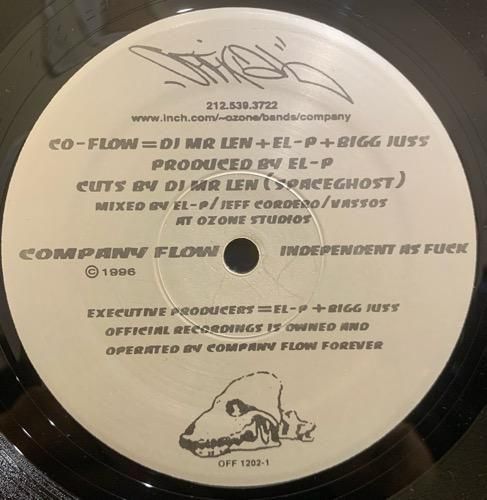 212.539.3722
www.inch.com/~ozone/bands/company
CO-FLOW=DJ MR LEN+EL-P+BIGG JUSS
PRODUCED BY EL-P
CUTS BY DJ MR LEN (SPACEGHOST)
MIXED BY EL-P/JEFF CORDERO/VASSOS
AT OZONE STUDIOS
COMPANY FLOW INDEPENDENT AS FUCK
© 1996
EXECUTIVE PRODUCERS=EL-P+BIGG JUSS
OFFICIAL RECORDINGS IS OWNED AND
OPERATED BY COMPANY FLOW FOREVER
OFF 1202-1